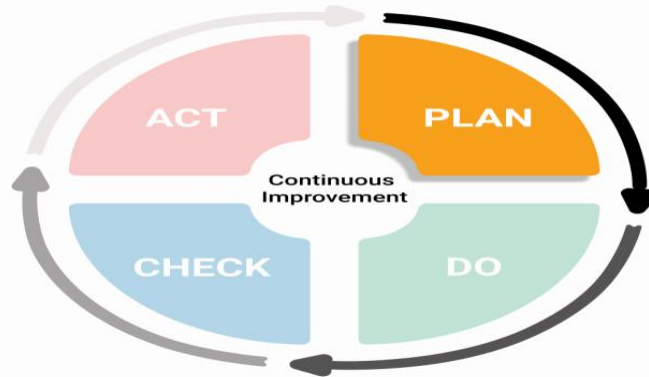 ACT
PLAN
Continuous
Improvement
CHECK
DO